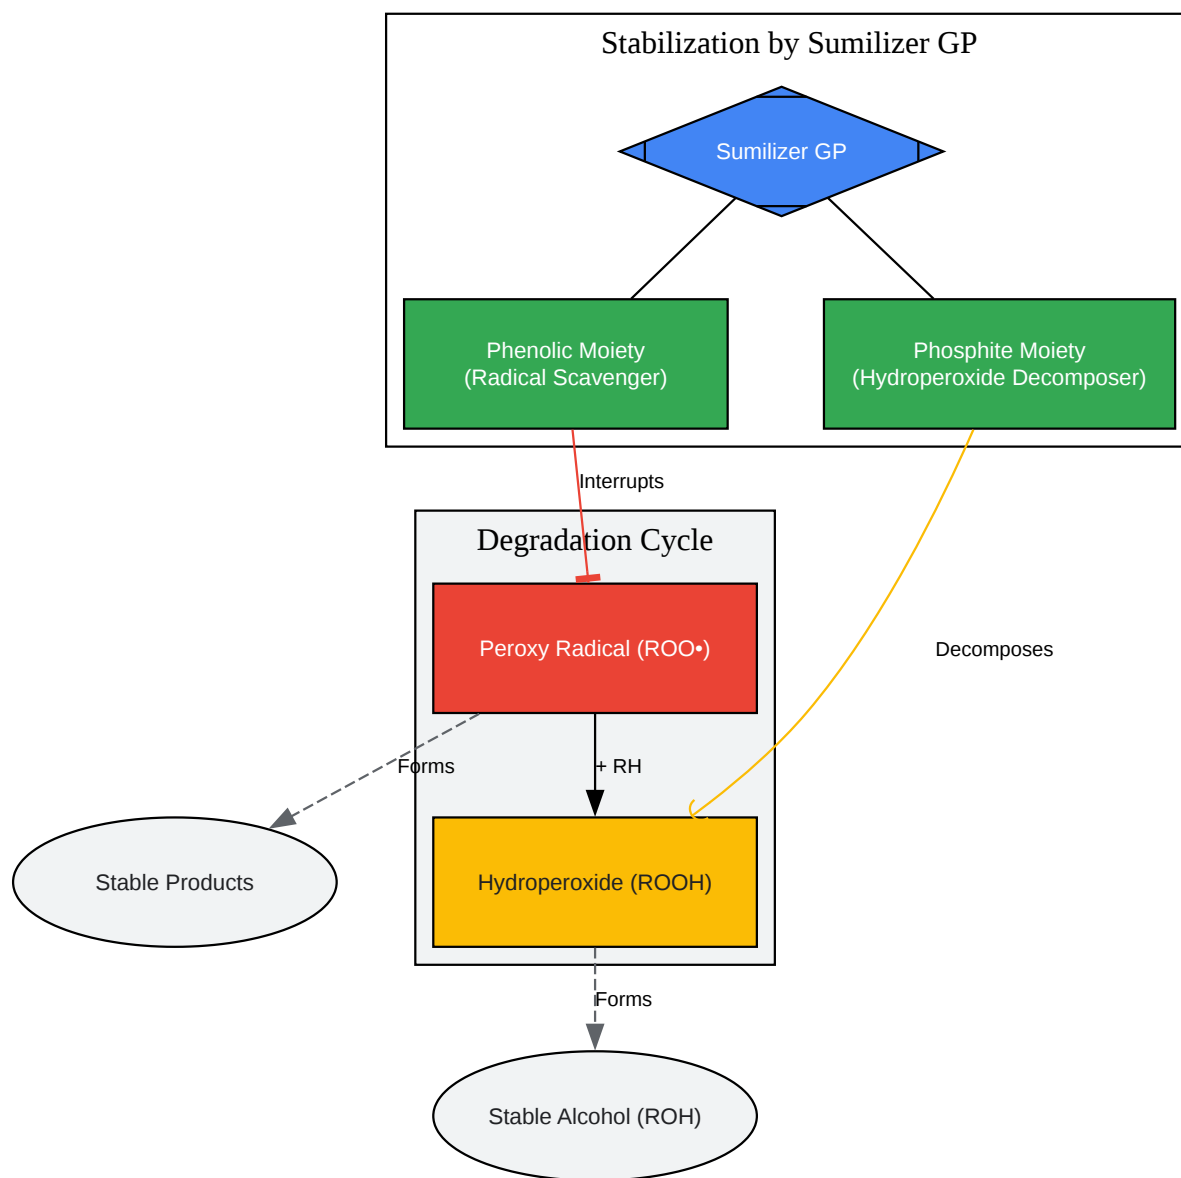 Stabilization by Sumilizer GP
Sumilizer GP
Phenolic Moiety
(Radical Scavenger)
Phosphite Moiety
(Hydroperoxide Decomposer)
Interrupts
Degradation Cycle
Peroxy Radical (ROO•)
Decomposes
Forms
+ RH
Stable Products
Hydroperoxide (ROOH)
Forms
Stable Alcohol (ROH)